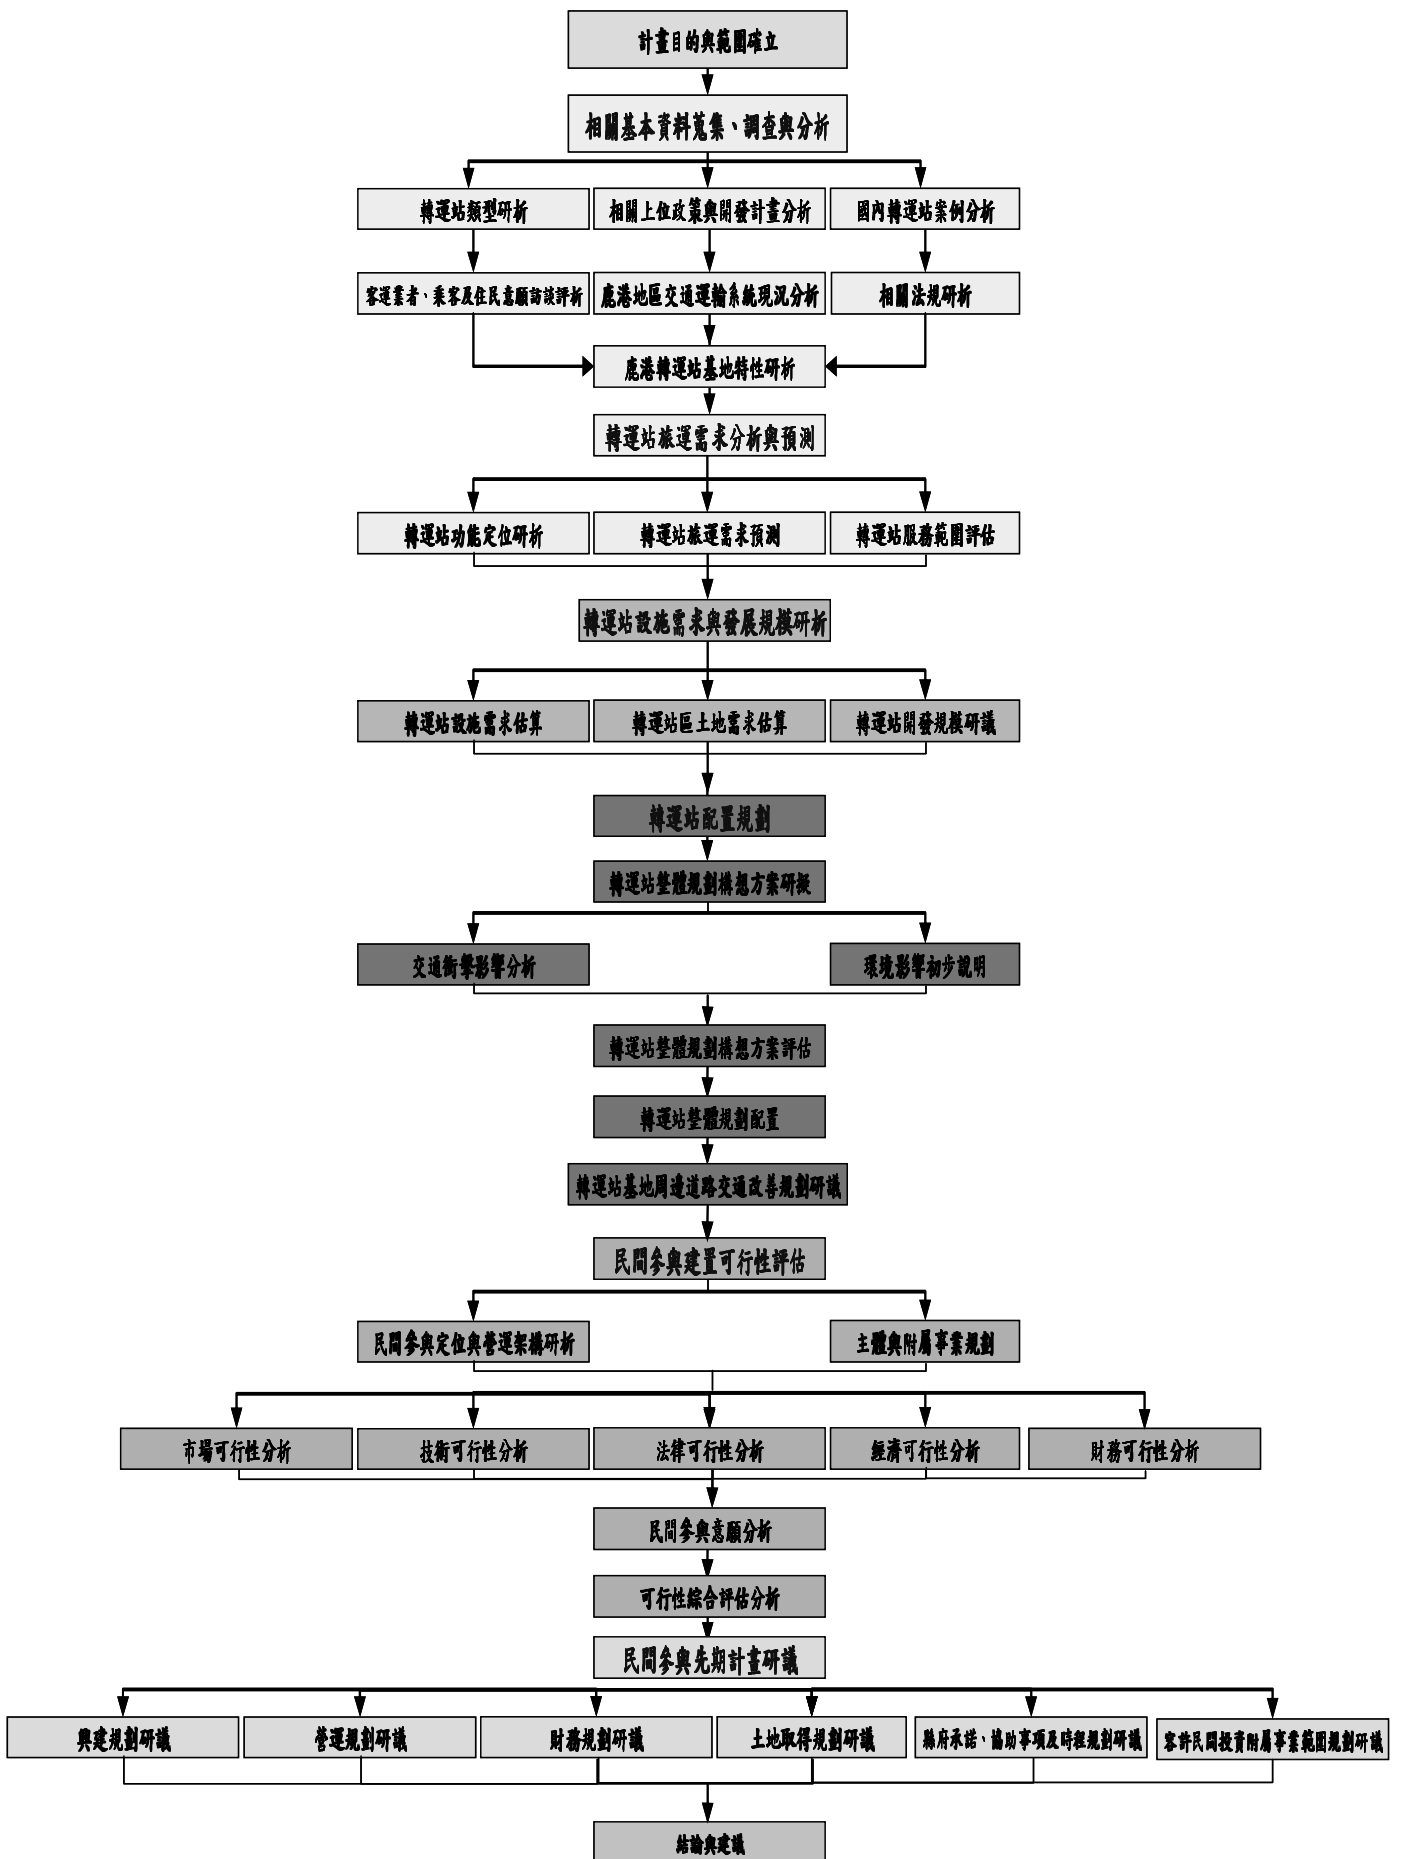 計畫目的與範圍確立
相關基本資料蒐集、調查與分析
轉運站類型研析
相關上位政策與開發計畫分析
國內轉運站案例分析
客運業者、乘客及住民意願訪談評析
鹿港地區交通運輸系統現況分析
相關法規研析
鹿港轉運站基地特性研析
轉運站旅運需求分析與預測
轉運站功能定位研析
轉運站旅運需求預測
轉運站服務範圍評估
轉運站設施需求與發展規模研析
轉運站設施需求估算
轉運站區土地需求估算
轉運站開發規模研議
轉運站配置規劃
轉運站整體規劃構想方案研擬
交通衝擊影響分析
環境影響初步說明
轉運站整體規劃構想方案評估
轉運站整體規劃配置
轉運站基地周邊道路交通改善規劃研議
民間參與建置可行性評估
民間參與定位與營運架構研析
主體與附屬事業規劃
市場可行性分析
技術可行性分析
法律可行性分析
經濟可行性分析
財務可行性分析
民間參與意願分析
可行性綜合評估分析
民間參與先期計畫研議
興建規劃研議
營運規劃研議
財務規劃研議
土地取得規劃研議
縣府承諾、協助事項及時程規劃研議
容許民間投資附屬事業範圍規劃研議
結論與建議